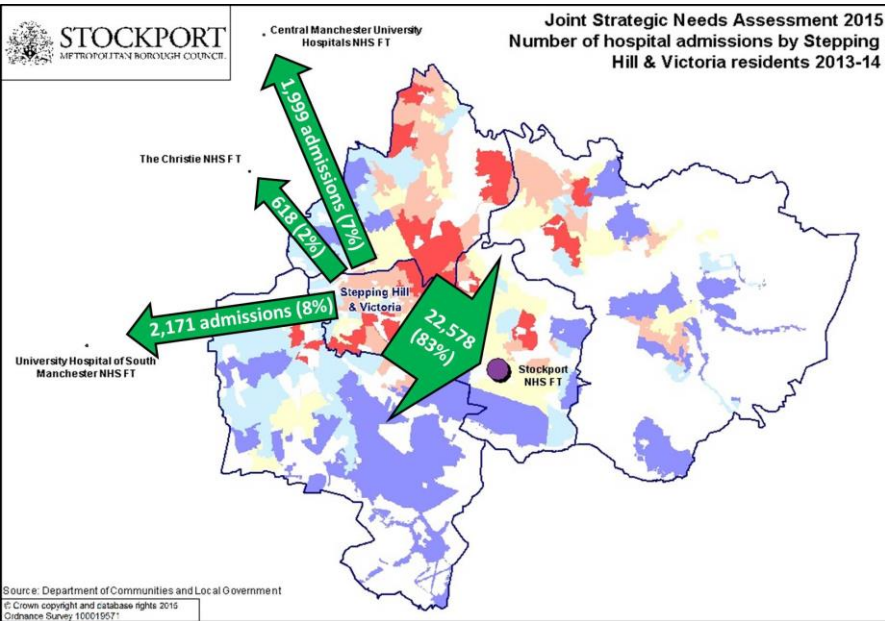 STOCKPORT
METROPOLITAN BOROUGH COUNCIL
Joint Strategic Needs Assessment 2015
Number of hospital admissions by Stepping
Hill & Victoria residents 2013-14
Central Manchester University
Hospitals NHS FT
1,999 admissions (7%)
The Christie NHS FT
618 (2%)
Stepping Hill
& Victoria
2,171 admissions (8%)
22,578
(83%)
University Hospital of South
Manchester NHS FT
Stockport
NHS FT
Source: Department of Communities and Local Government
© Crown copyright and database rights 2015
Ordnance Survey 100019571